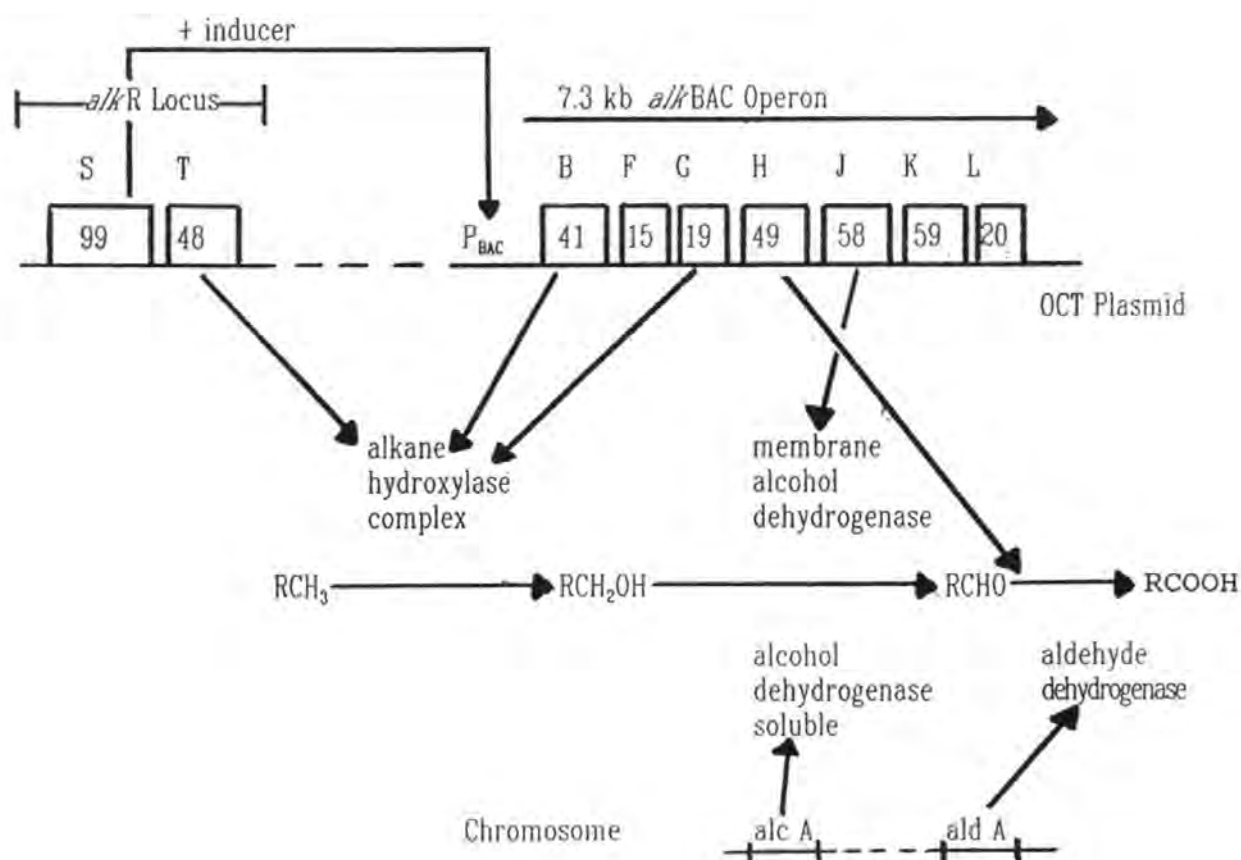 + inducer
alkR Locus
7.3 kb alkBAC Operon
S T B F G H J K L
99 48 P_BAC 41 15 19 49 58 59 20
OCT Plasmid
alkane
hydroxylase
complex
membrane
alcohol
dehydrogenase
RCH₃ RCH₂OH RCHO RCOOH
alcohol
dehydrogenase
soluble
aldehyde
dehydrogenase
Chromosome alc A ald A